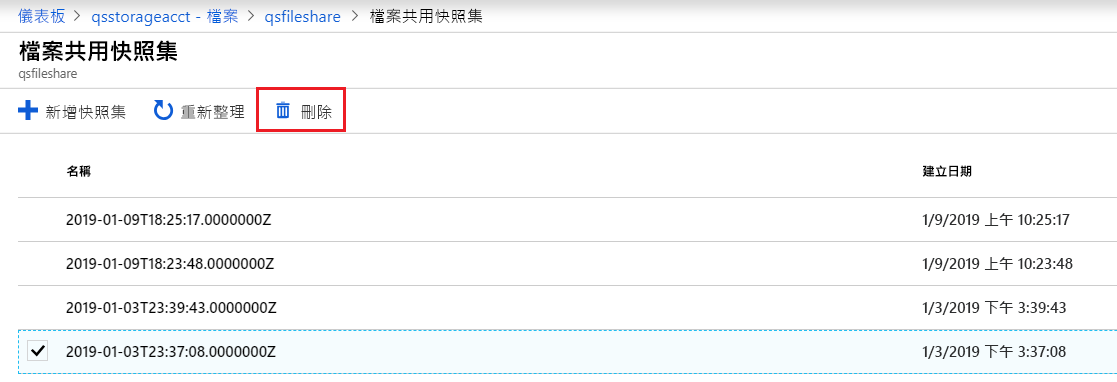 儀表板 > qsstorageacct - 檔案 > qsfileshare > 檔案共用快照集
檔案共用快照集
qsfileshare
新增快照集 重新整理 刪除
名稱 建立日期
2019-01-09T18:25:17.0000000Z 1/9/2019 上午 10:25:17
2019-01-09T18:23:48.0000000Z 1/9/2019 上午 10:23:48
2019-01-03T23:39:43.0000000Z 1/3/2019 下午 3:39:43
2019-01-03T23:37:08.0000000Z 1/3/2019 下午 3:37:08